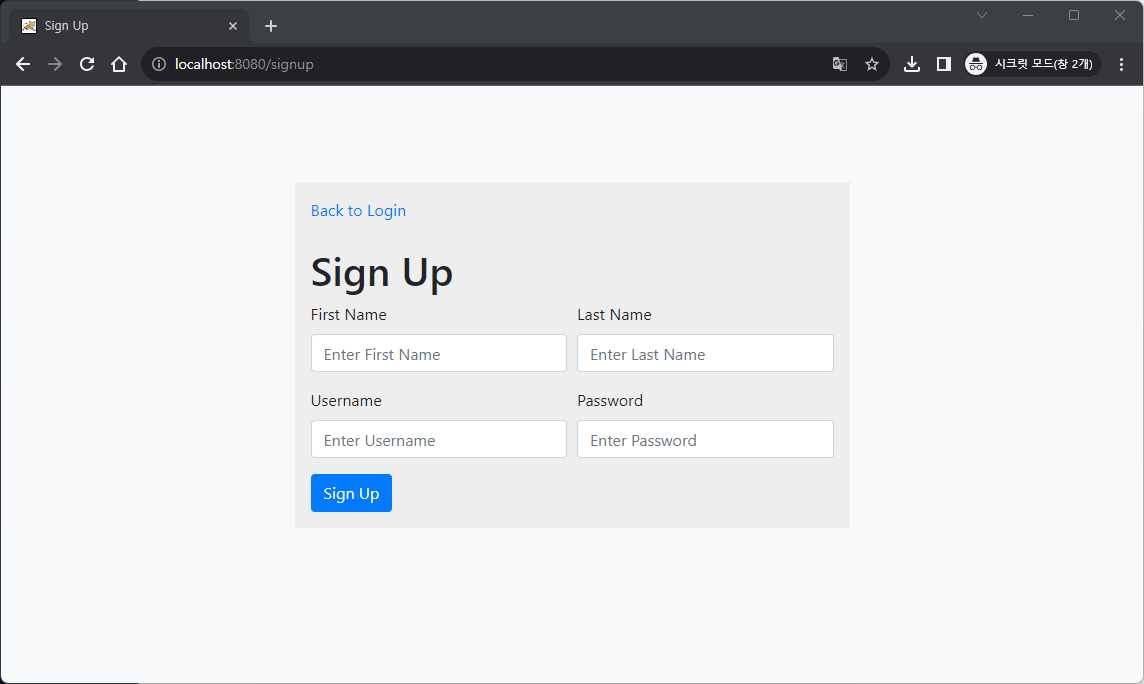 Sign Up
localhost:8080/signup
시크릿 모드(창 2개)
Back to Login
Sign Up
First Name
Last Name
Enter First Name
Enter Last Name
Username
Password
Enter Username
Enter Password
Sign Up